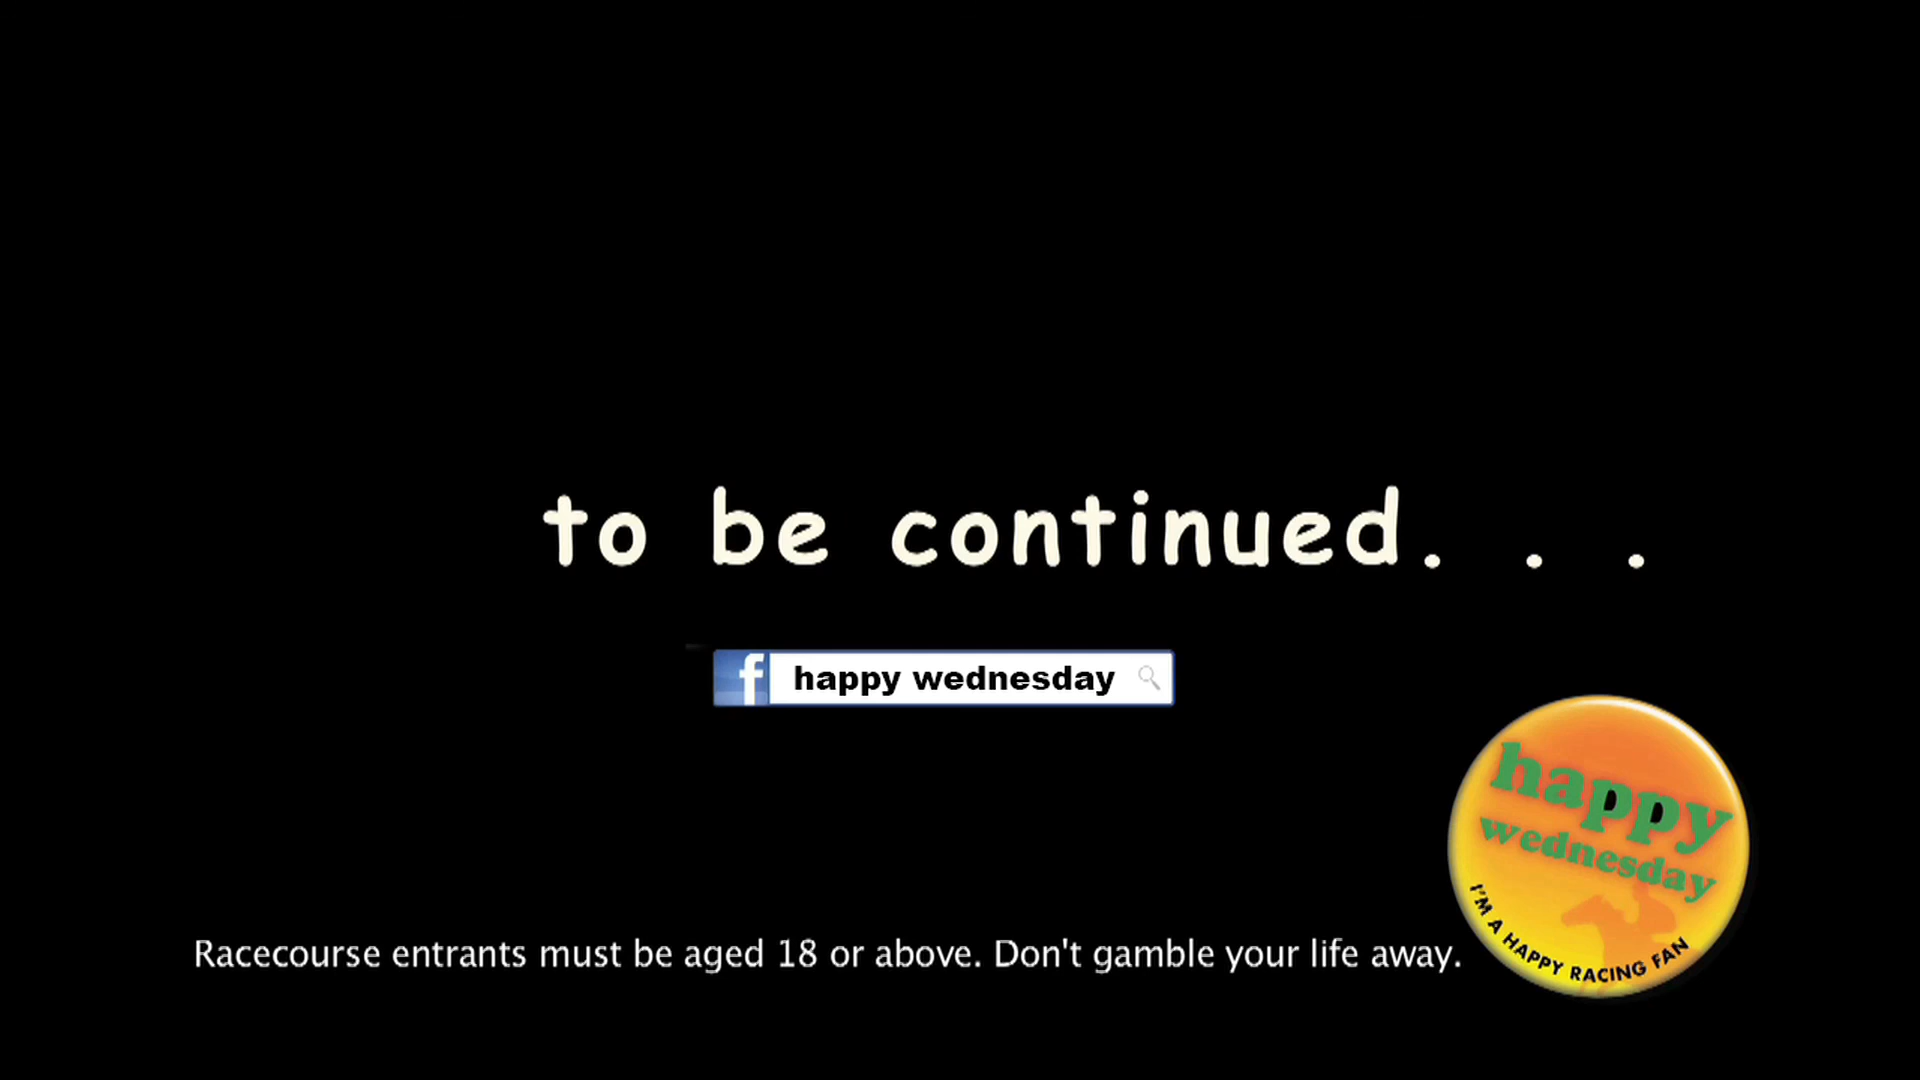 to be continued. . .
f happy wednesday
happy
wednesday
I'M A HAPPY RACING FAN
Racecourse entrants must be aged 18 or above. Don't gamble your life away.